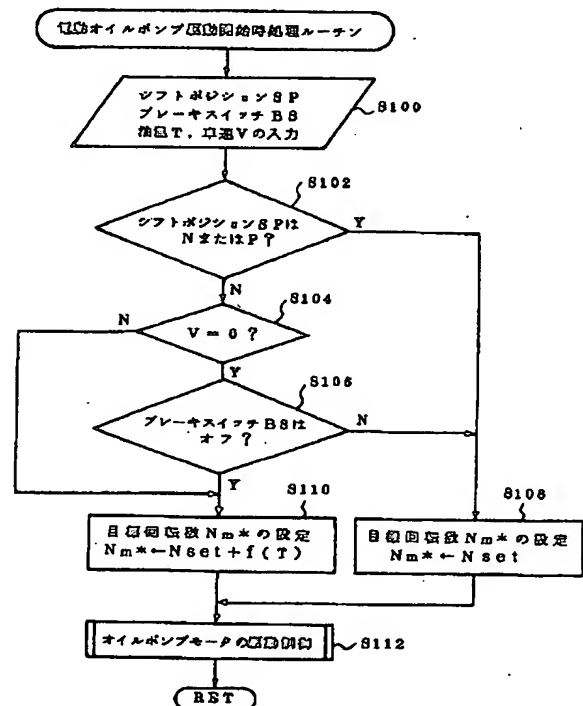 オイルポンプ開始時処理ルーチン
シフトポジションSP
ブレーキスイッチBS
油温T，車速Vの入力
S100
S102
シフトポジションSPは
NまたはP？
Y
N
S104
N
V＝0？
Y
S106
ブレーキスイッチBSは
オフ？
N
Y
S110
目標回転数Nm*の設定
Nm*←Nset＋f(T)
S108
目標回転数Nm*の設定
Nm*←Nset
オイルポンプモータの
S112
RET